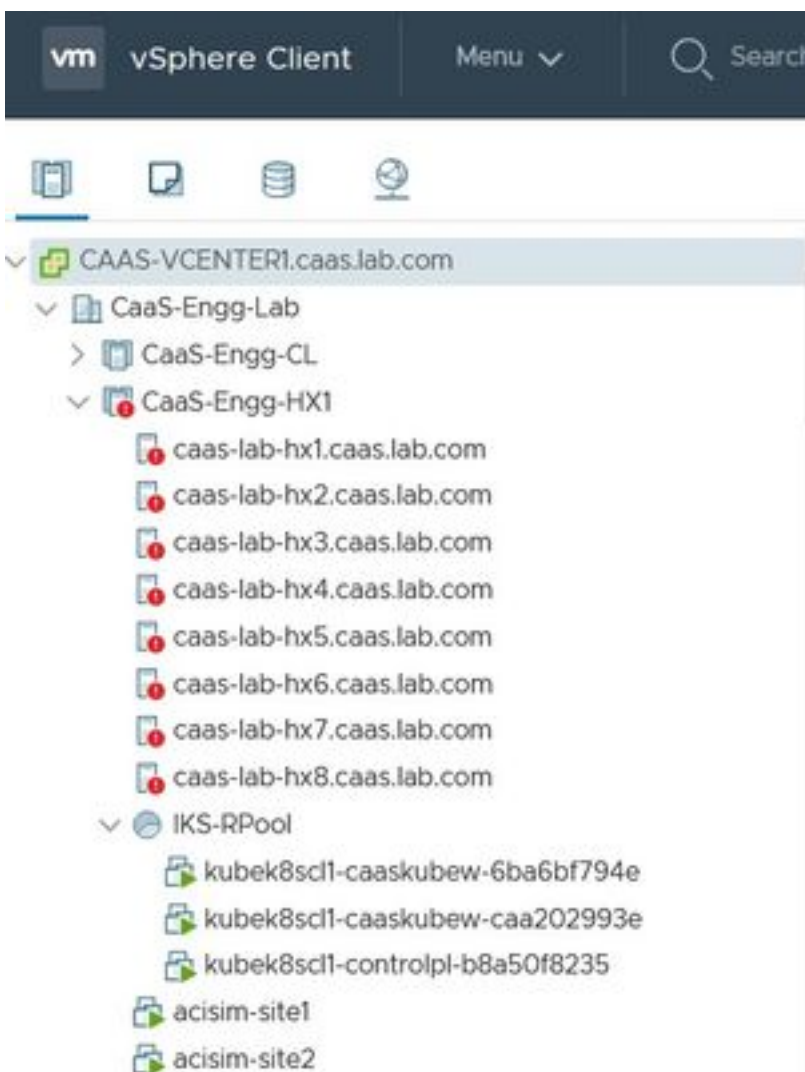 vm vSphere Client Menu Search
CAAS-VCENTER1.caas.lab.com
CaaS-Engg-Lab
CaaS-Engg-CL
CaaS-Engg-HX1
caas-lab-hx1.caas.lab.com
caas-lab-hx2.caas.lab.com
caas-lab-hx3.caas.lab.com
caas-lab-hx4.caas.lab.com
caas-lab-hx5.caas.lab.com
caas-lab-hx6.caas.lab.com
caas-lab-hx7.caas.lab.com
caas-lab-hx8.caas.lab.com
IKS-RPool
kubek8scl1-caaskubew-6ba6bf794e
kubek8scl1-caaskubew-caa202993e
kubek8scl1-controlpl-b8a50f8235
acisim-site1
acisim-site2